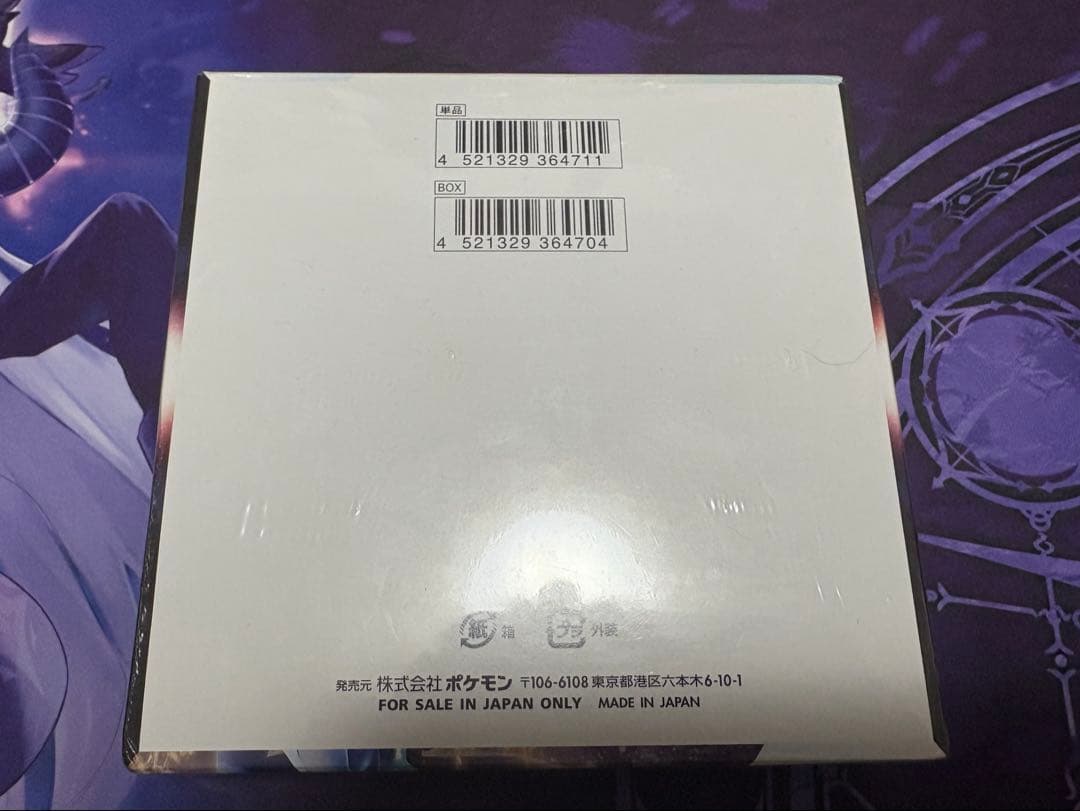 単品
4 521329 364711
BOX
4 521329 364704
紙 箱 プラ 外装
発売元 株式会社 ポケモン 〒106-6108 東京都港区六本木6-10-1
FOR SALE IN JAPAN ONLY MADE IN JAPAN